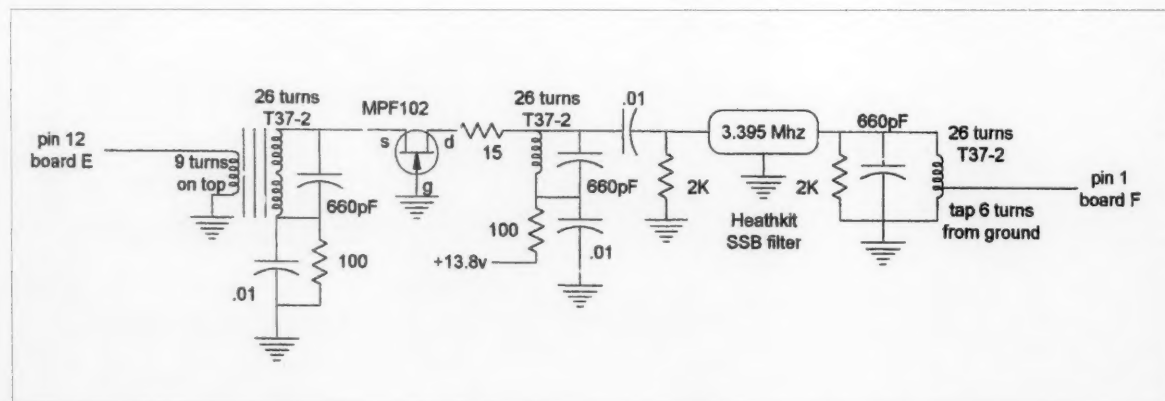 pin 12
board E
9 turns
on top
26 turns
T37-2
660pF
100
.01
MPF102
s
d
g
15
26 turns
T37-2
660pF
100
+13.8v
.01
.01
2K
3.395 Mhz
Heathkit
SSB filter
2K
660pF
26 turns
T37-2
tap 6 turns
from ground
pin 1
board F